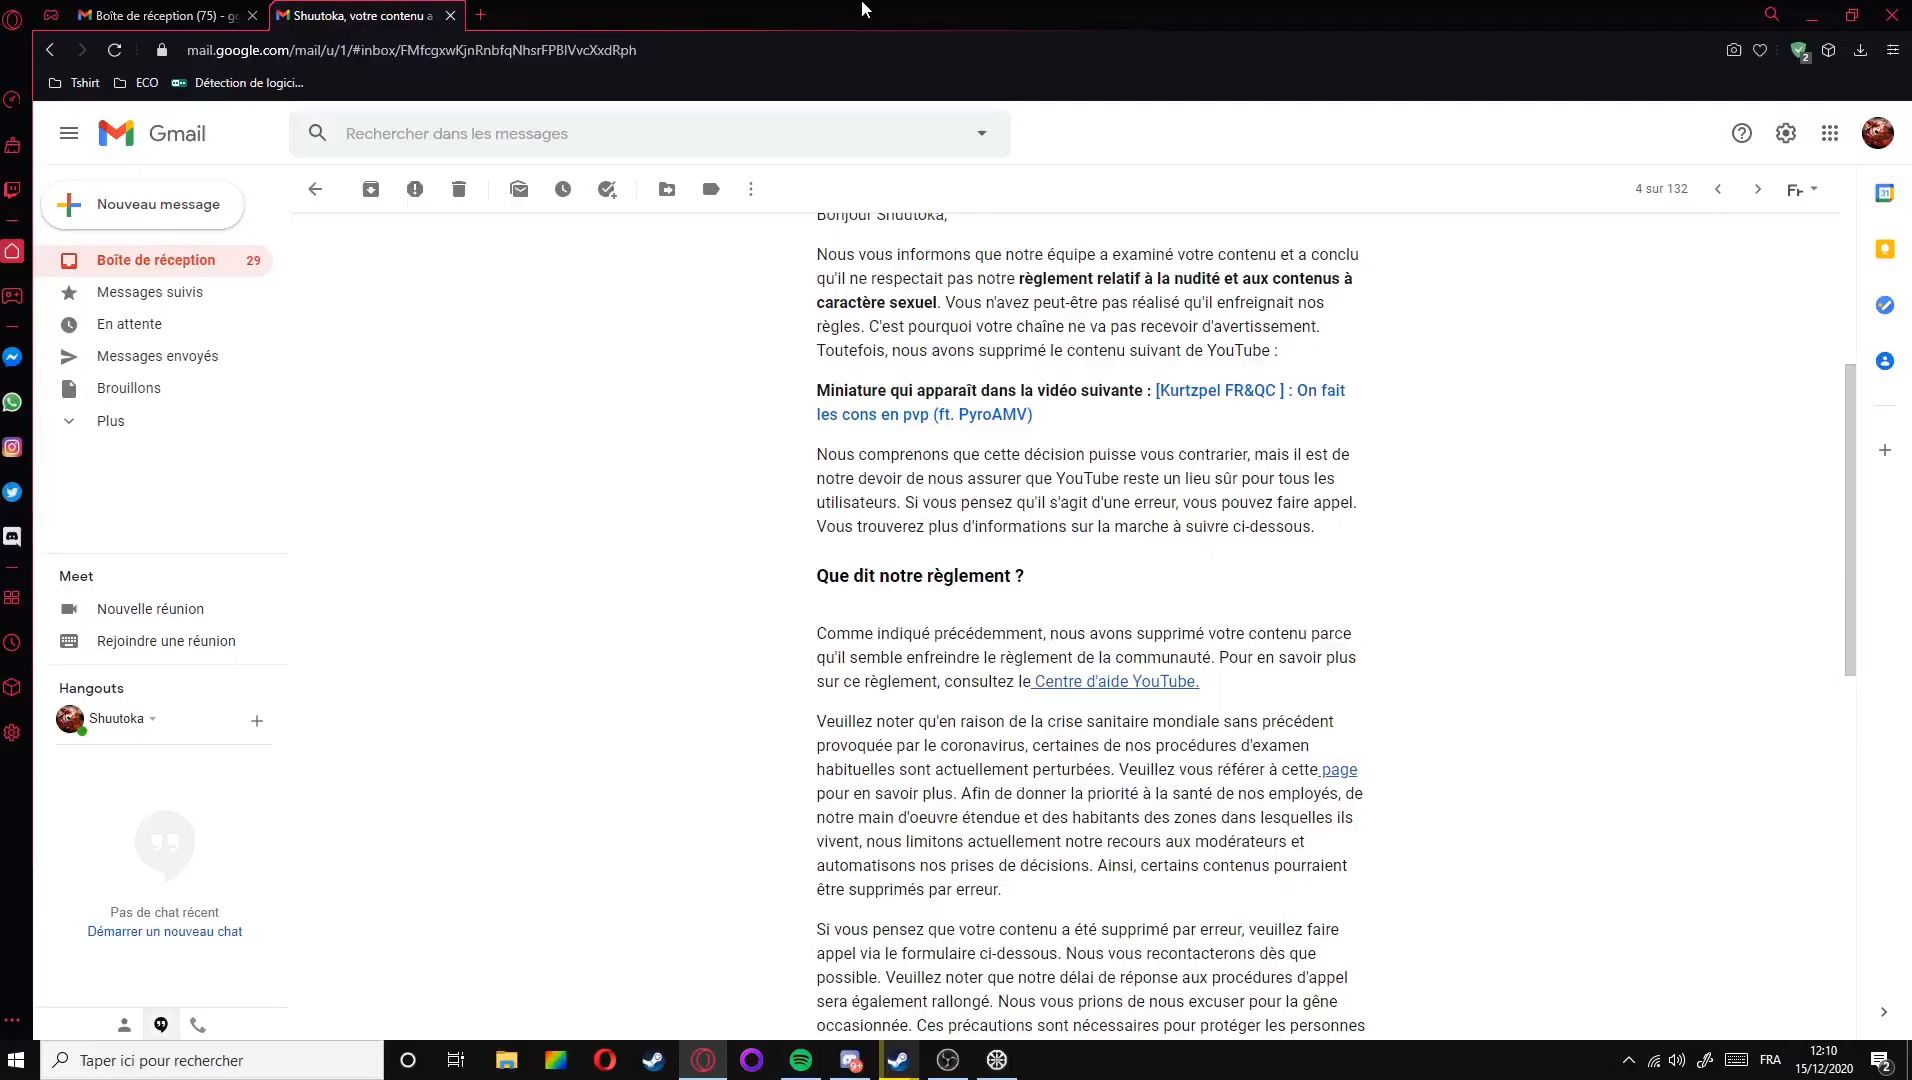 Boîte de réception (75) - g
Shuutoka, votre contenu a
mail.google.com/mail/u/1/#inbox/FMfcgxwKjnRnbfqNhsrFPBlVvcXxdRph
2
Tshirt
ECO
Détection de logici...
Gmail
Rechercher dans les messages
Nouveau message
4 sur 132
Fr
31
Boîte de réception 29
Messages suivis
En attente
Messages envoyés
Brouillons
Plus
Meet
Nouvelle réunion
Rejoindre une réunion
Hangouts
Shuutoka
Pas de chat récent
Démarrer un nouveau chat
Bonjour Shuutoka,
Nous vous informons que notre équipe a examiné votre contenu et a conclu
qu'il ne respectait pas notre règlement relatif à la nudité et aux contenus à
caractère sexuel. Vous n'avez peut-être pas réalisé qu'il enfreignait nos
règles. C'est pourquoi votre chaîne ne va pas recevoir d'avertissement.
Toutefois, nous avons supprimé le contenu suivant de YouTube :
Miniature qui apparaît dans la vidéo suivante : [Kurtzpel FR&QC ] : On fait
les cons en pvp (ft. PyroAMV)
Nous comprenons que cette décision puisse vous contrarier, mais il est de
notre devoir de nous assurer que YouTube reste un lieu sûr pour tous les
utilisateurs. Si vous pensez qu'il s'agit d'une erreur, vous pouvez faire appel.
Vous trouverez plus d'informations sur la marche à suivre ci-dessous.
Que dit notre règlement ?
Comme indiqué précédemment, nous avons supprimé votre contenu parce
qu'il semble enfreindre le règlement de la communauté. Pour en savoir plus
sur ce règlement, consultez le Centre d'aide YouTube.
Veuillez noter qu'en raison de la crise sanitaire mondiale sans précédent
provoquée par le coronavirus, certaines de nos procédures d'examen
habituelles sont actuellement perturbées. Veuillez vous référer à cette page
pour en savoir plus. Afin de donner la priorité à la santé de nos employés, de
notre main d'oeuvre étendue et des habitants des zones dans lesquelles ils
vivent, nous limitons actuellement notre recours aux modérateurs et
automatisons nos prises de décisions. Ainsi, certains contenus pourraient
être supprimés par erreur.
Si vous pensez que votre contenu a été supprimé par erreur, veuillez faire
appel via le formulaire ci-dessous. Nous vous recontacterons dès que
possible. Veuillez noter que notre délai de réponse aux procédures d'appel
sera également rallongé. Nous vous prions de nous excuser pour la gêne
occasionnée. Ces précautions sont nécessaires pour protéger les personnes
Taper ici pour rechercher
9+
FRA
12:10
15/12/2020
2